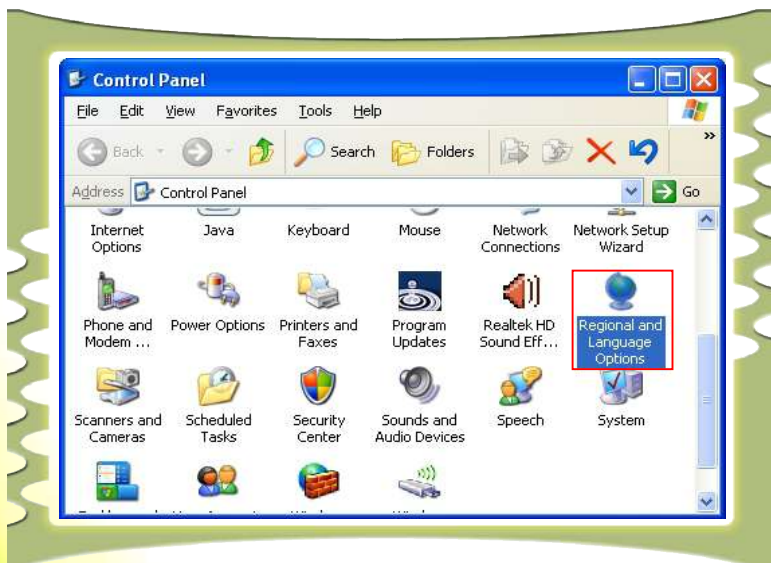 Control Panel
File Edit View Favorites Tools Help
Back Search Folders »
Address Control Panel Go
Internet Options
Java
Keyboard
Mouse
Network Connections
Network Setup Wizard
Phone and Modem ...
Power Options
Printers and Faxes
Program Updates
Realtek HD Sound Eff...
Regional and Language Options
Scanners and Cameras
Scheduled Tasks
Security Center
Sounds and Audio Devices
Speech
System